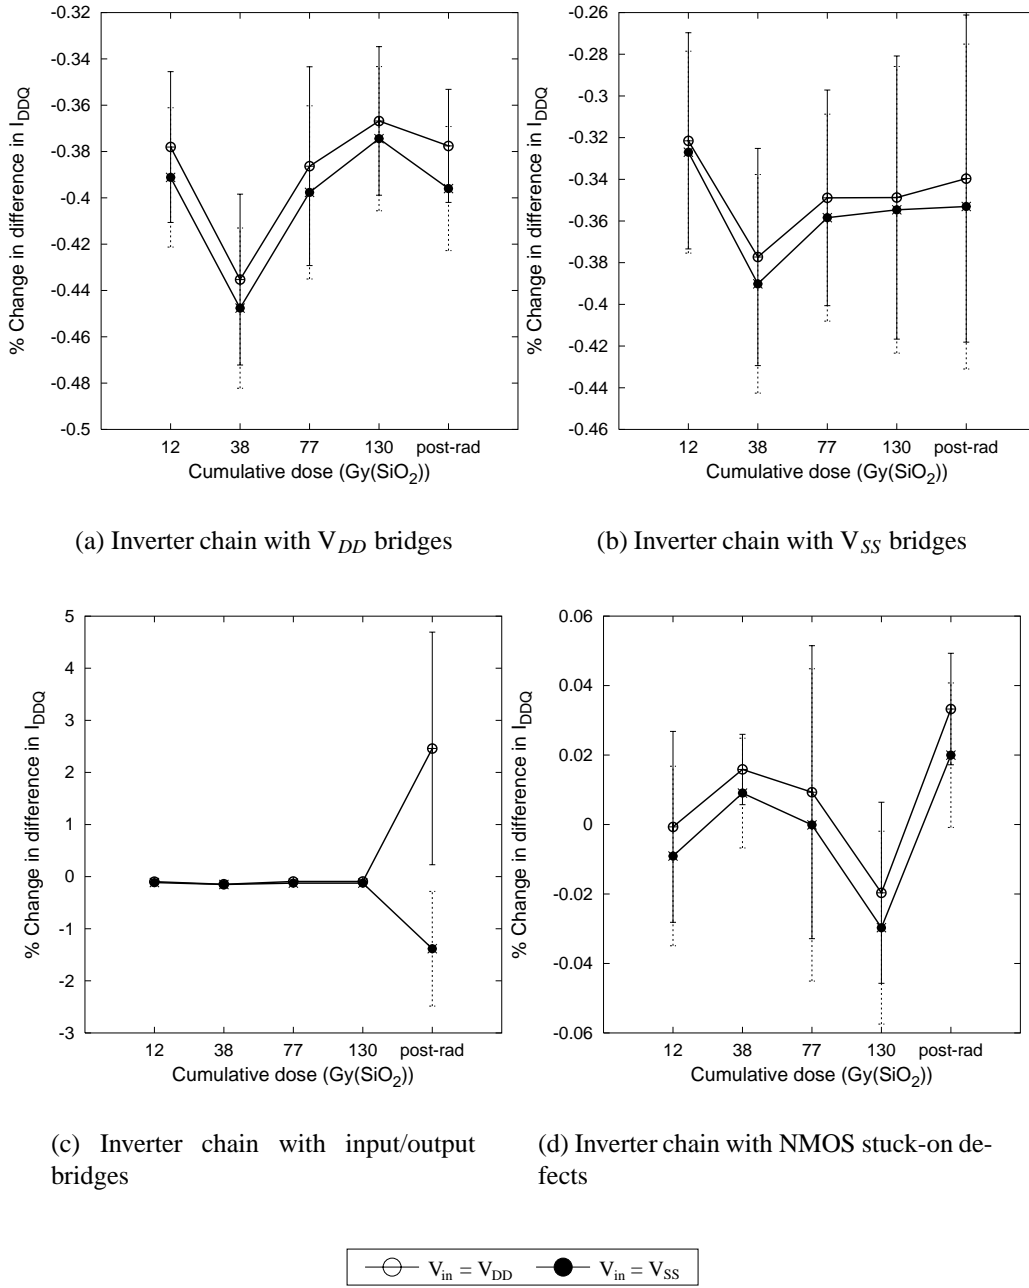 -0.32
-0.34
-0.36
-0.38
-0.4
-0.42
-0.44
-0.46
-0.48
-0.5
% Change in difference in I_DDQ
12 38 77 130 post-rad
Cumulative dose (Gy(SiO₂))
-0.26
-0.28
-0.3
-0.32
-0.34
-0.36
-0.38
-0.4
-0.42
-0.44
-0.46
% Change in difference in I_DDQ
12 38 77 130 post-rad
Cumulative dose (Gy(SiO₂))
(a) Inverter chain with V_DD bridges
(b) Inverter chain with V_SS bridges
5
4
3
2
1
0
-1
-2
-3
% Change in difference in I_DDQ
12 38 77 130 post-rad
Cumulative dose (Gy(SiO₂))
0.06
0.04
0.02
0
-0.02
-0.04
-0.06
% Change in difference in I_DDQ
12 38 77 130 post-rad
Cumulative dose (Gy(SiO₂))
(c) Inverter chain with input/output
bridges
(d) Inverter chain with NMOS stuck-on de-
fects
V_in = V_DD V_in = V_SS